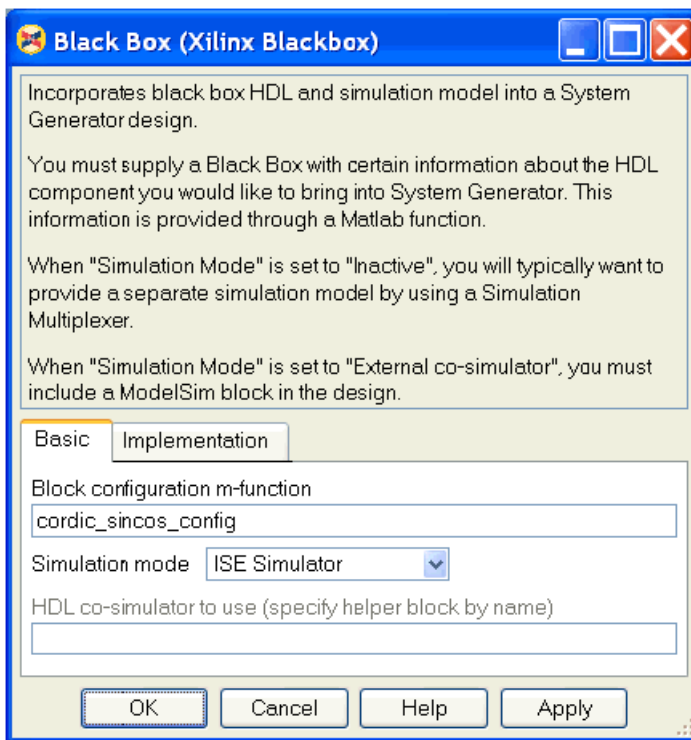 Black Box (Xilinx Blackbox)
Incorporates black box HDL and simulation model into a System
Generator design.
You must supply a Black Box with certain information about the HDL
component you would like to bring into System Generator. This
information is provided through a Matlab function.
When "Simulation Mode" is set to "Inactive", you will typically want to
provide a separate simulation model by using a Simulation
Multiplexer.
When "Simulation Mode" is set to "External co-simulator", you must
include a ModelSim block in the design.
Basic Implementation
Block configuration m-function
cordic_sincos_config
Simulation mode ISE Simulator
HDL co-simulator to use (specify helper block by name)
OK Cancel Help Apply